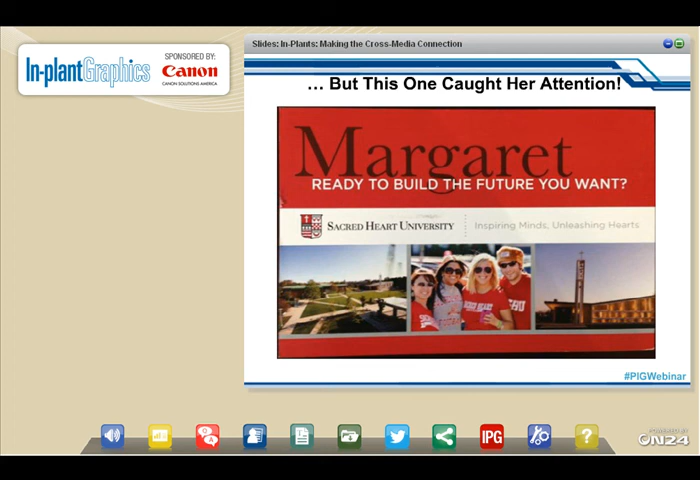 In-plantGraphics
SPONSORED BY:
Canon
CANON SOLUTIONS AMERICA
Slides: In-Plants: Making the Cross-Media Connection
… But This One Caught Her Attention!
Margaret
READY TO BUILD THE FUTURE YOU WANT?
SACRED HEART UNIVERSITY
Inspiring Minds, Unleashing Hearts
SHU
#PIGWebinar
Q
A
IPG
?
POWERED BY
ON24